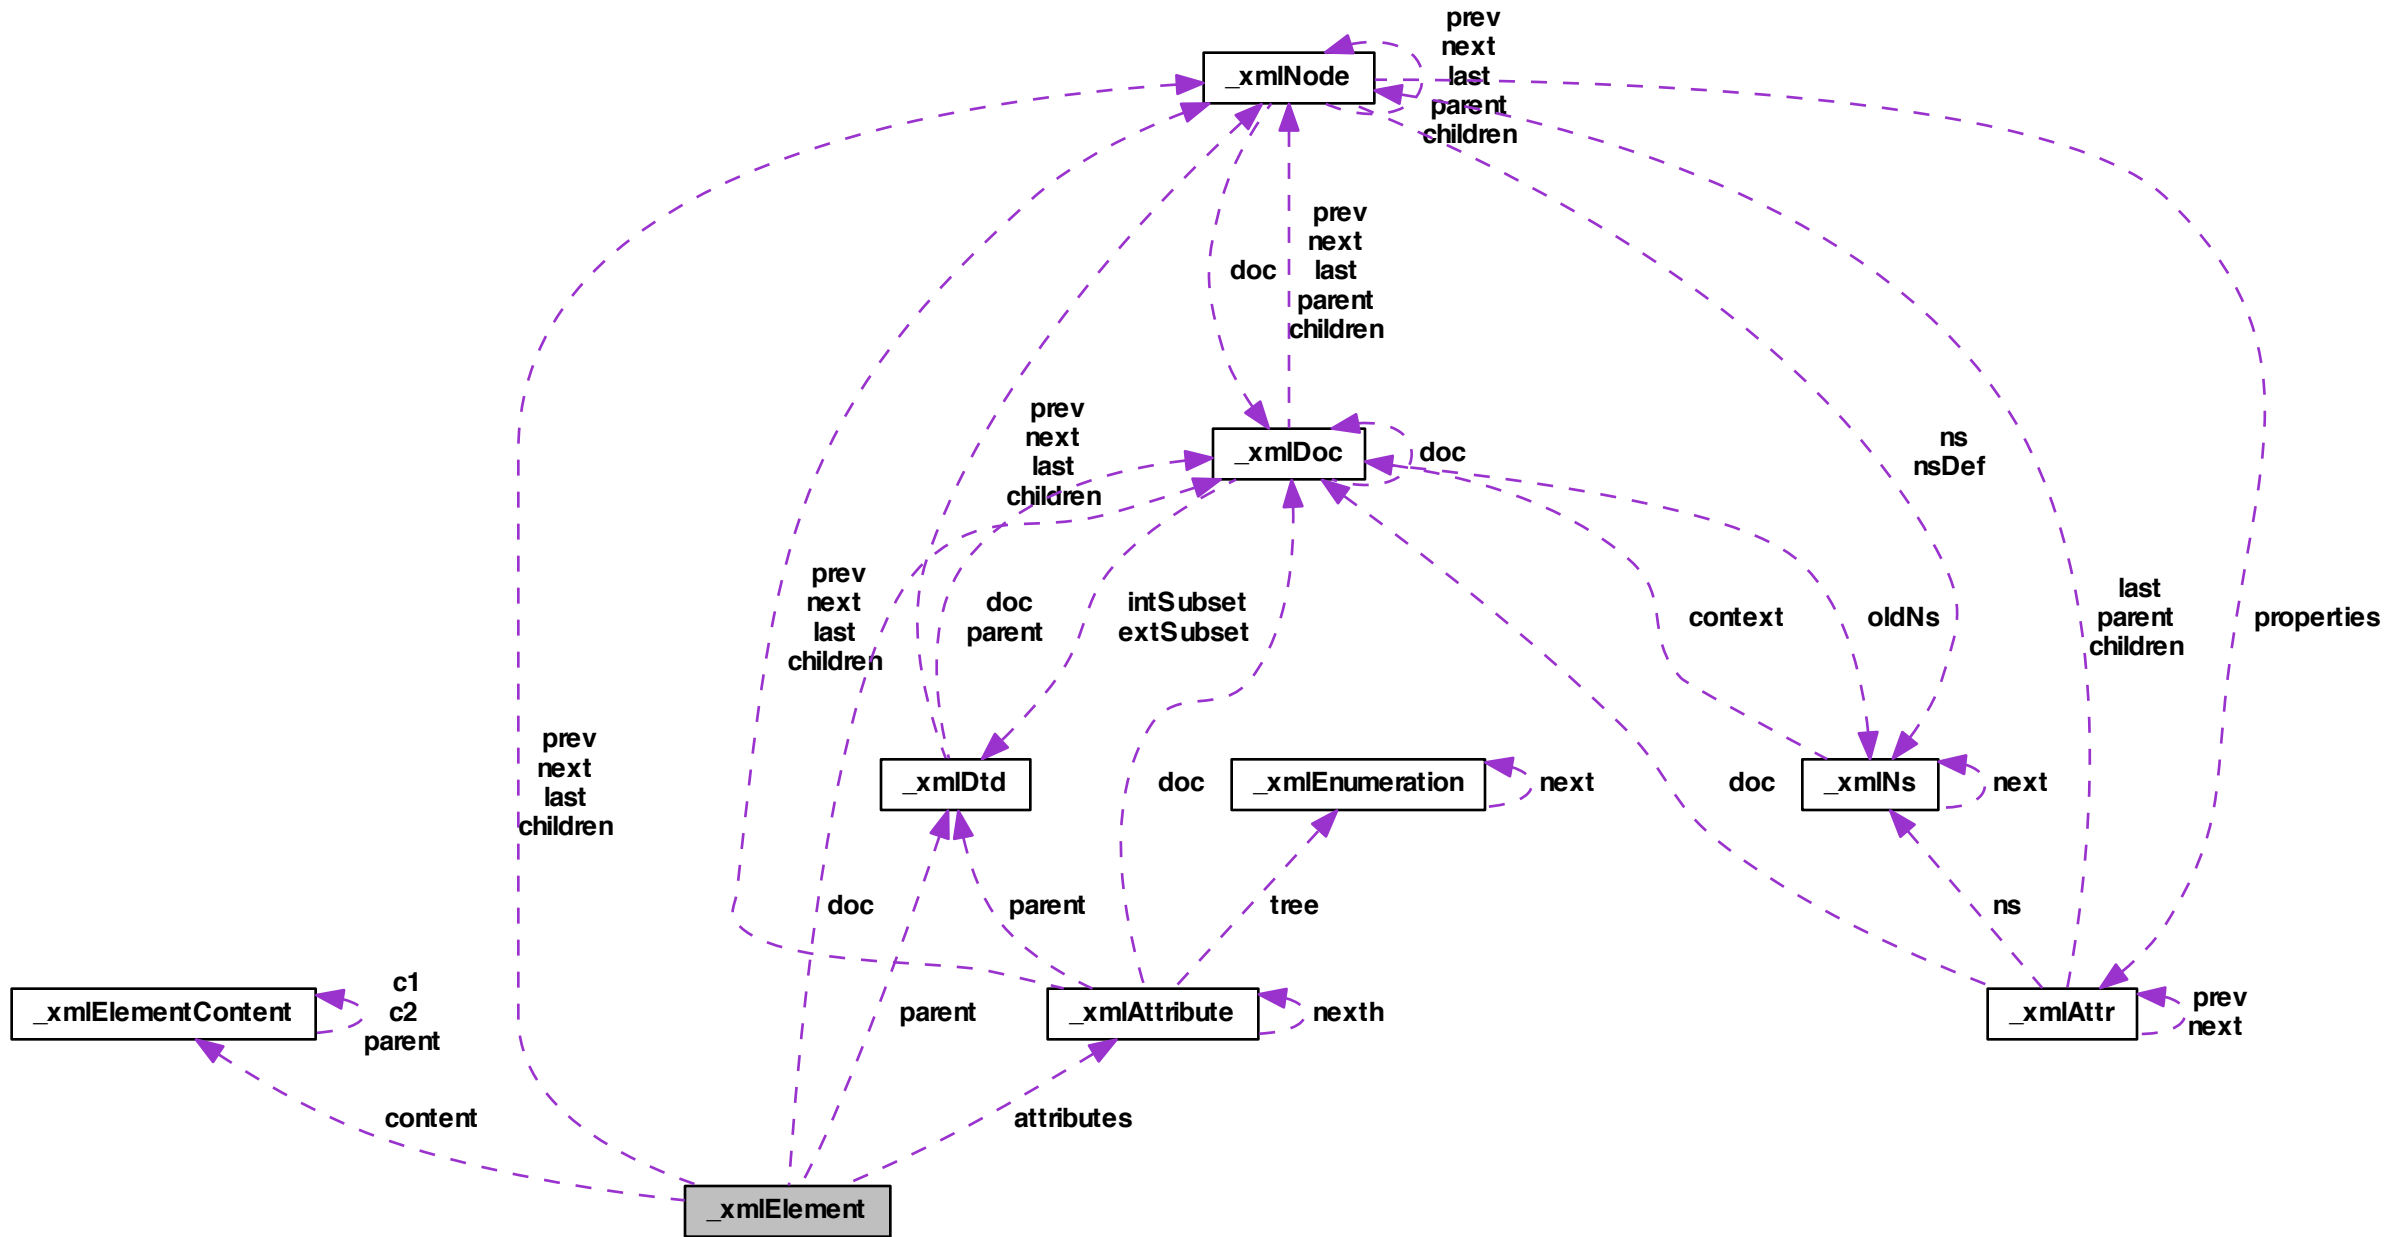 prev
next
last
parent
children
_xmlNode
prev
next
last
parent
children
doc
prev
next
last
children
ns
nsDef
_xmlDoc
doc
prev
next
last
children
doc
parent
intSubset
extSubset
context
oldNs
last
parent
children
properties
prev
next
last
children
_xmlDtd
doc
_xmlEnumeration
next
doc
_xmlNs
next
doc
parent
tree
ns
c1
c2
parent
_xmlElementContent
parent
_xmlAttribute
nexth
_xmlAttr
prev
next
content
attributes
_xmlElement